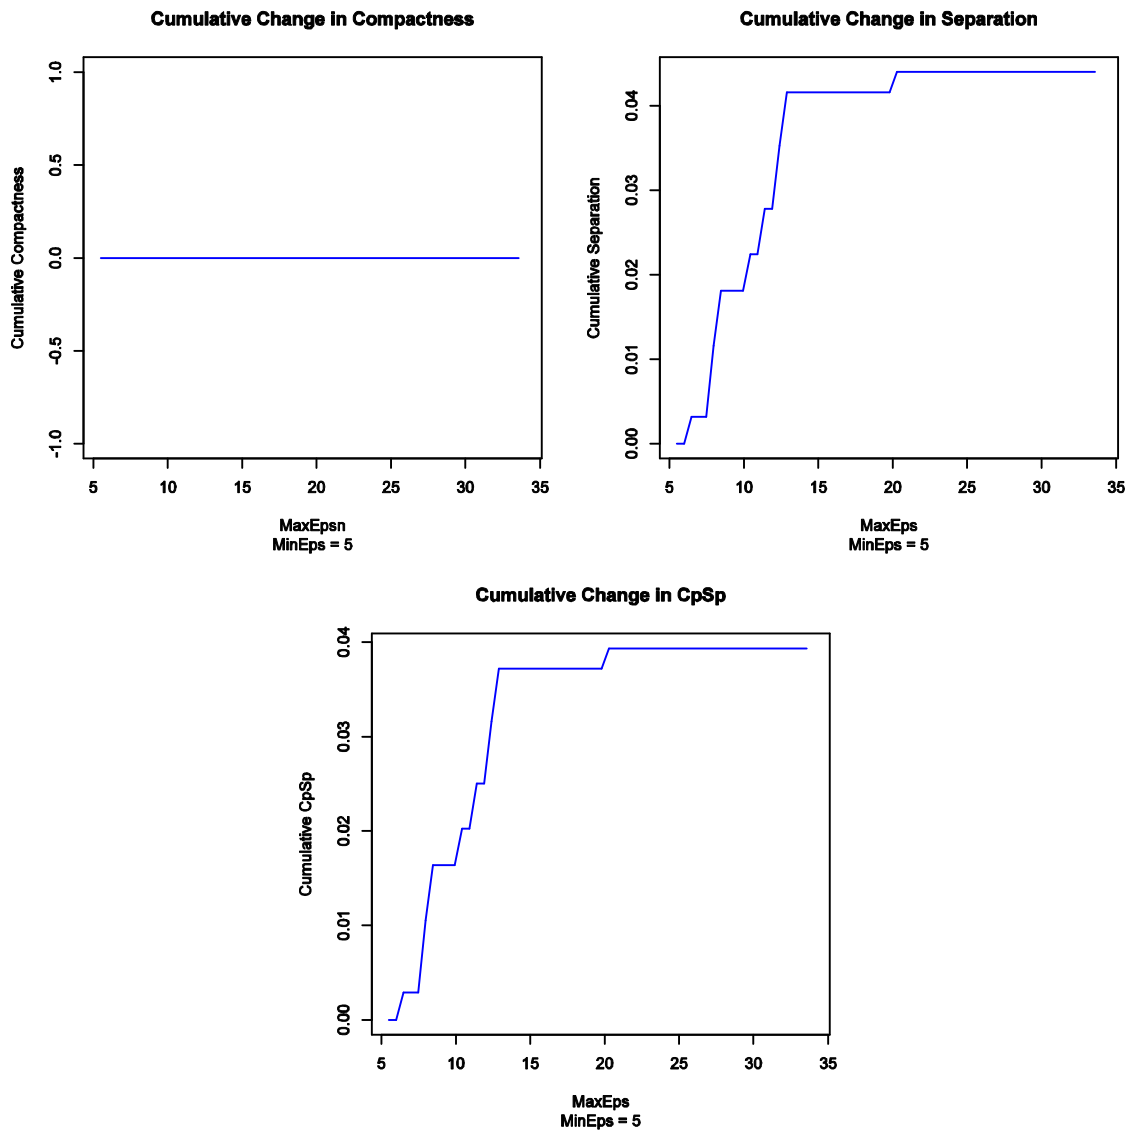 Cumulative Change in Compactness
Cumulative Compactness
1.0
0.5
0.0
-0.5
-1.0
5 10 15 20 25 30 35
MaxEpsn
MinEps = 5
Cumulative Change in Separation
Cumulative Separation
0.04
0.03
0.02
0.01
0.00
5 10 15 20 25 30 35
MaxEps
MinEps = 5
Cumulative Change in CpSp
Cumulative CpSp
0.04
0.03
0.02
0.01
0.00
5 10 15 20 25 30 35
MaxEps
MinEps = 5